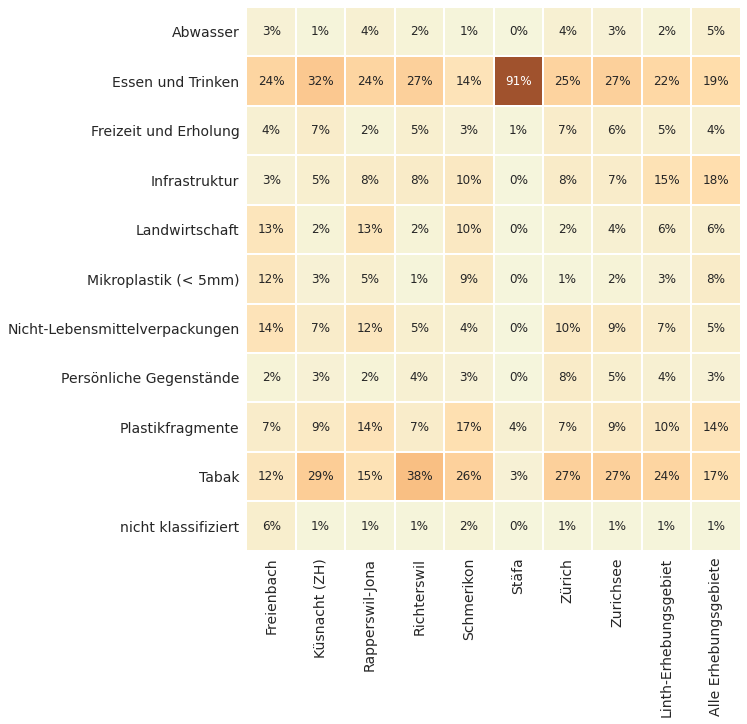 Abwasser 3% 1% 4% 2% 1% 0% 4% 3% 2% 5%
Essen und Trinken 24% 32% 24% 27% 14% 91% 25% 27% 22% 19%
Freizeit und Erholung 4% 7% 2% 5% 3% 1% 7% 6% 5% 4%
Infrastruktur 3% 5% 8% 8% 10% 0% 8% 7% 15% 18%
Landwirtschaft 13% 2% 13% 2% 10% 0% 2% 4% 6% 6%
Mikroplastik (< 5mm) 12% 3% 5% 1% 9% 0% 1% 2% 3% 8%
Nicht-Lebensmittelverpackungen 14% 7% 12% 5% 4% 0% 10% 9% 7% 5%
Persönliche Gegenstände 2% 3% 2% 4% 3% 0% 8% 5% 4% 3%
Plastikfragmente 7% 9% 14% 7% 17% 4% 7% 9% 10% 14%
Tabak 12% 29% 15% 38% 26% 3% 27% 27% 24% 17%
nicht klassifiziert 6% 1% 1% 1% 2% 0% 1% 1% 1% 1%
Freienbach
Küsnacht (ZH)
Rapperswil-Jona
Richterswil
Schmerikon
Stäfa
Zürich
Zurichsee
Linth-Erhebungsgebiet
Alle Erhebungsgebiete